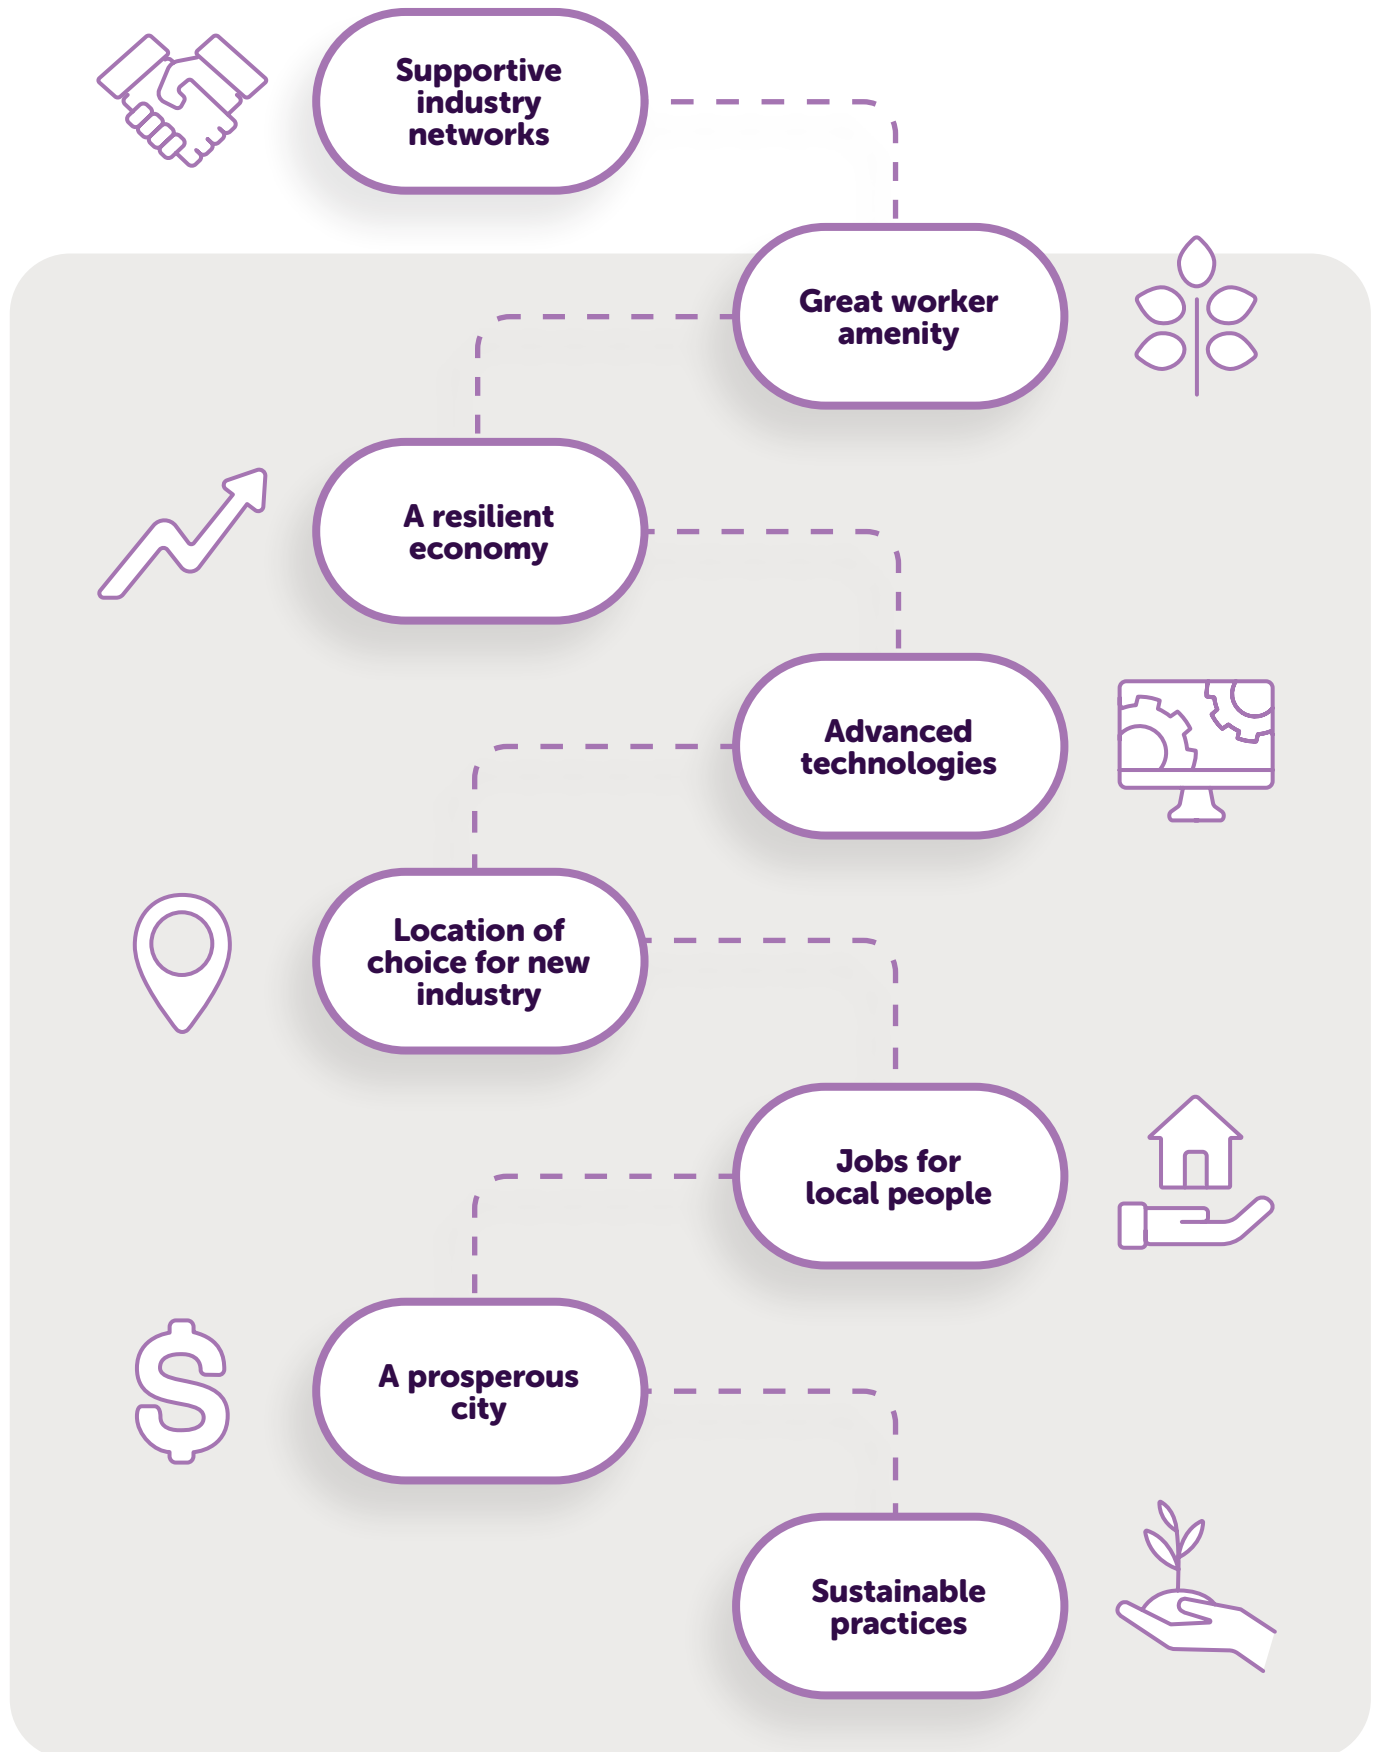 Supportive
industry
networks
Great worker
amenity
A resilient
economy
Advanced
technologies
Location of
choice for new
industry
Jobs for
local people
A prosperous
city
Sustainable
practices